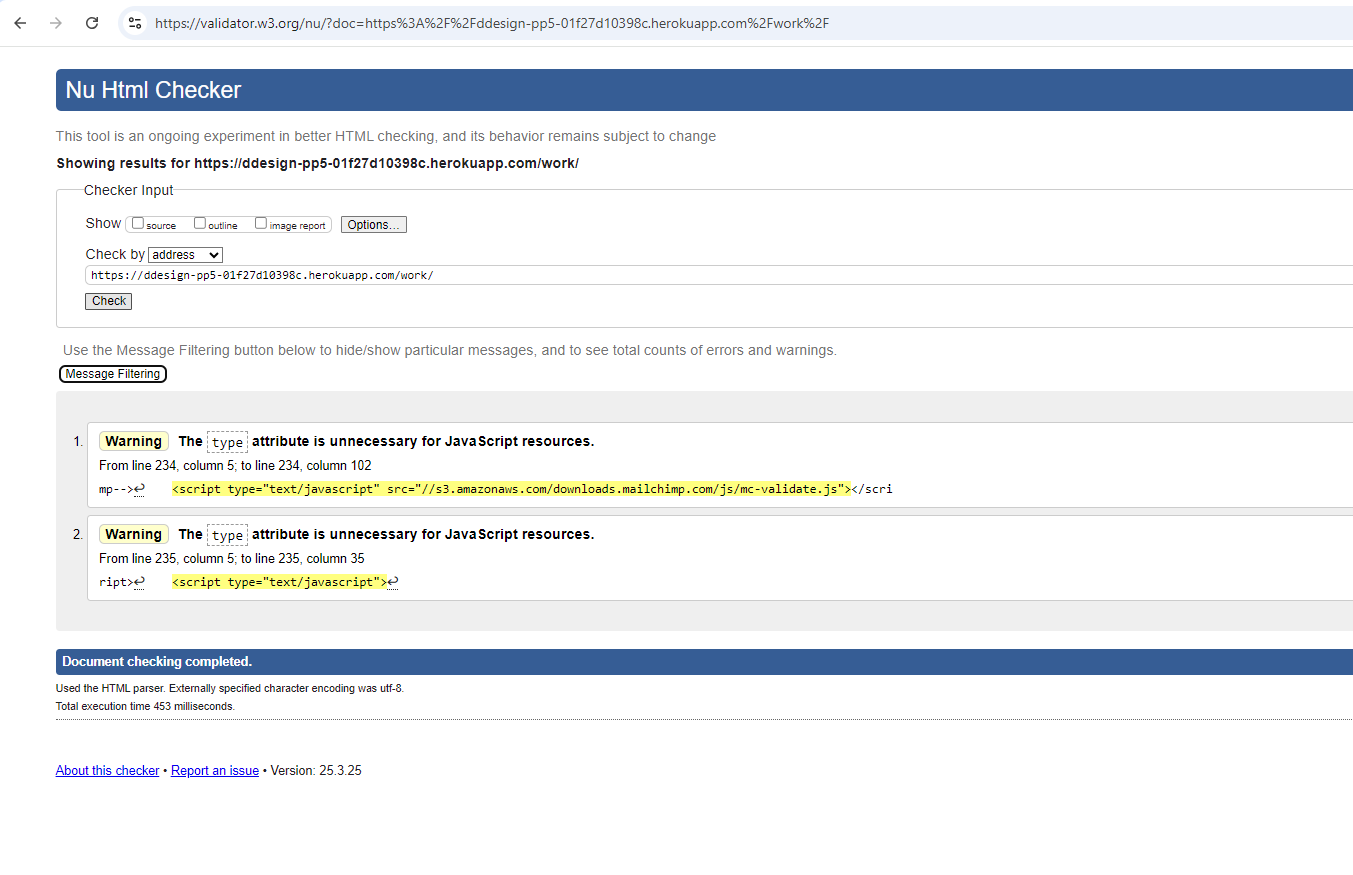 https://validator.w3.org/nu/?doc=https%3A%2F%2Fddesign-pp5-01f27d10398c.herokuapp.com%2Fwork%2F
Nu Html Checker
This tool is an ongoing experiment in better HTML checking, and its behavior remains subject to change
Showing results for https://ddesign-pp5-01f27d10398c.herokuapp.com/work/
Checker Input
Show source outline image report Options...
Check by address
https://ddesign-pp5-01f27d10398c.herokuapp.com/work/
Check
Use the Message Filtering button below to hide/show particular messages, and to see total counts of errors and warnings.
Message Filtering
1. Warning The type attribute is unnecessary for JavaScript resources.
From line 234, column 5; to line 234, column 102
mp-->↩ <script type="text/javascript" src="//s3.amazonaws.com/downloads.mailchimp.com/js/mc-validate.js"></scri
2. Warning The type attribute is unnecessary for JavaScript resources.
From line 235, column 5; to line 235, column 35
ript>↩ <script type="text/javascript">↩
Document checking completed.
Used the HTML parser. Externally specified character encoding was utf-8.
Total execution time 453 milliseconds.
About this checker • Report an issue • Version: 25.3.25